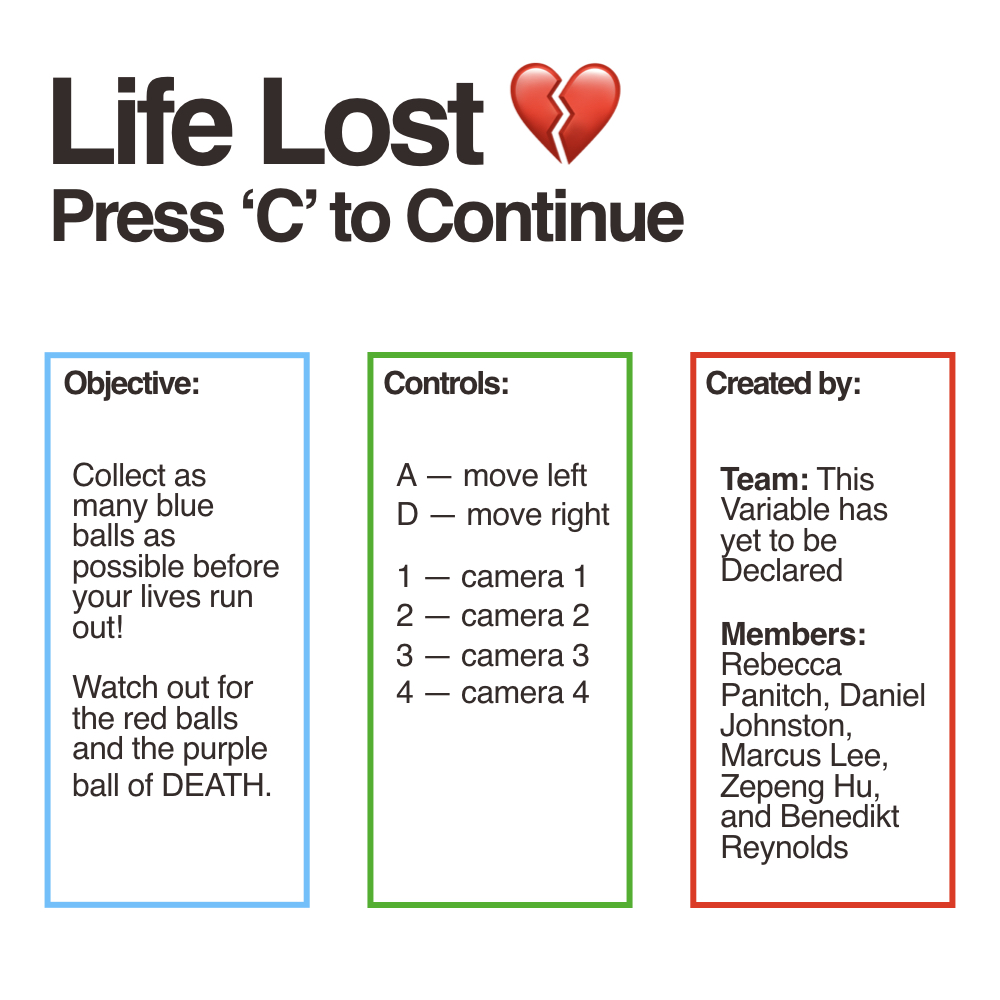 Life Lost 💔
Press ‘C’ to Continue
Objective:
Collect as
many blue
balls as
possible before
your lives run
out!
Watch out for
the red balls
and the purple
ball of DEATH.
Controls:
A — move left
D — move right
1 — camera 1
2 — camera 2
3 — camera 3
4 — camera 4
Created by:
Team: This
Variable has
yet to be
Declared
Members:
Rebecca
Panitch, Daniel
Johnston,
Marcus Lee,
Zepeng Hu,
and Benedikt
Reynolds